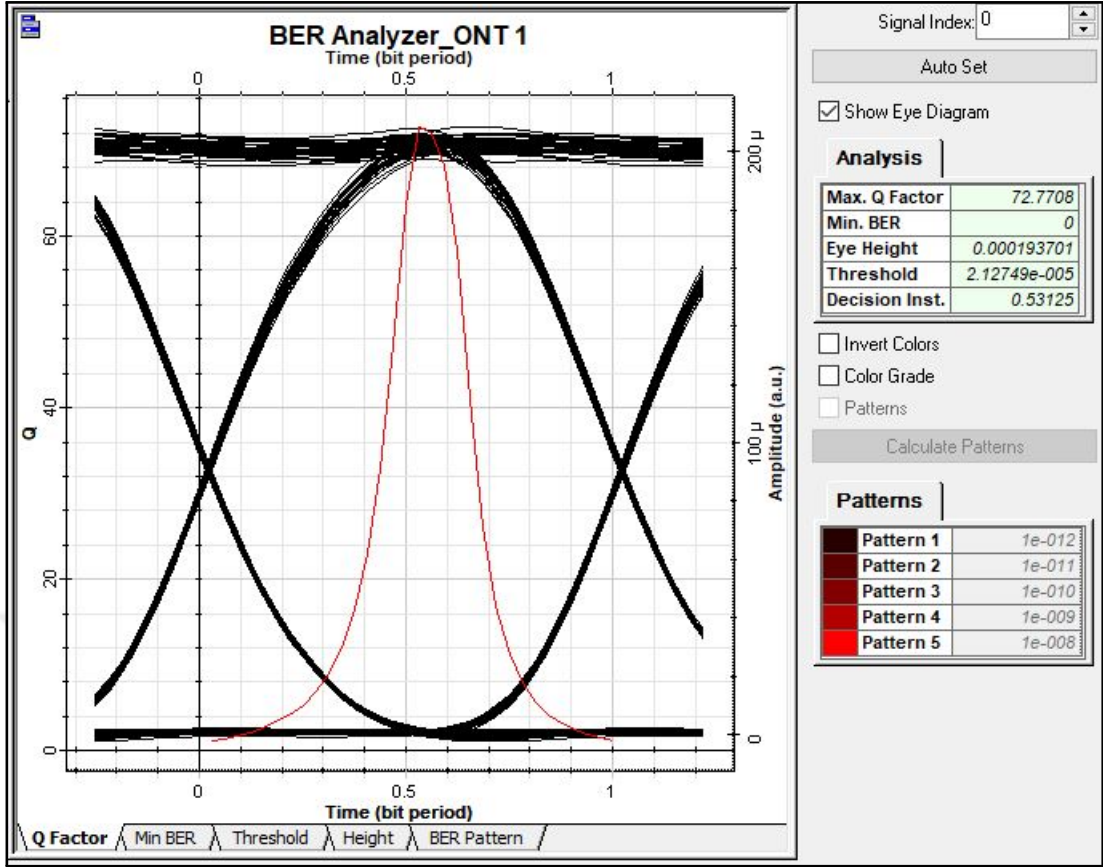 BER Analyzer_ONT 1
Time (bit period)
0 0.5 1
Q
60
40
20
0
200 µ
100 µ
0
Amplitude (a.u.)
0 0.5 1
Time (bit period)
Q Factor Min BER Threshold Height BER Pattern
Signal Index: 0
Auto Set
Show Eye Diagram
Analysis
Max. Q Factor 72.7708
Min. BER 0
Eye Height 0.000193701
Threshold 2.12749e-005
Decision Inst. 0.53125
Invert Colors
Color Grade
Patterns
Calculate Patterns
Patterns
Pattern 1 1e-012
Pattern 2 1e-011
Pattern 3 1e-010
Pattern 4 1e-009
Pattern 5 1e-008